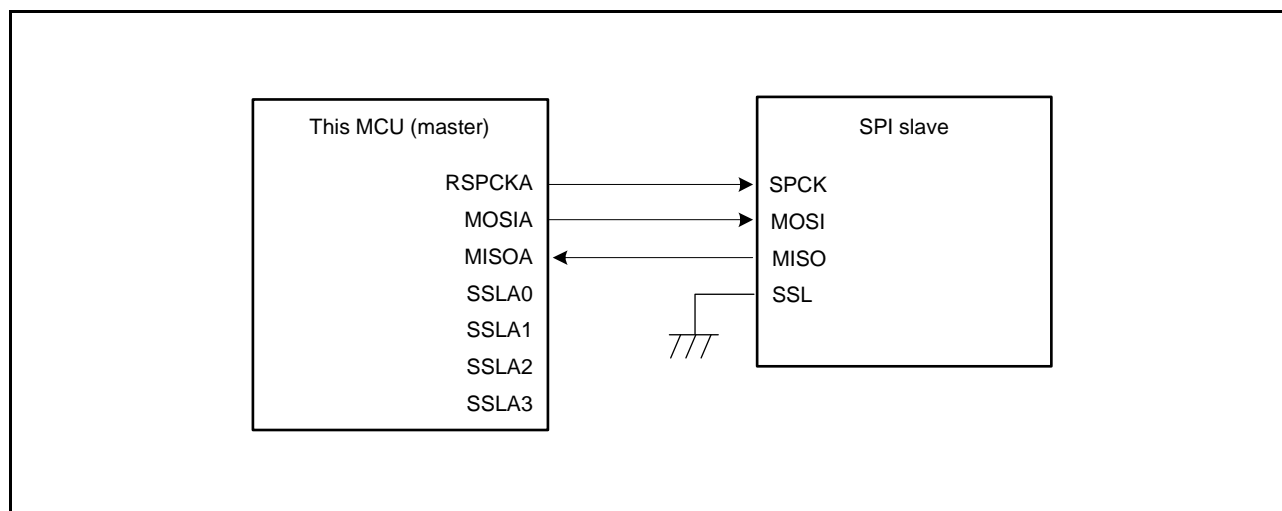 This MCU (master)
RSPCKA
MOSIA
MISOA
SSLA0
SSLA1
SSLA2
SSLA3
SPI slave
SPCK
MOSI
MISO
SSL